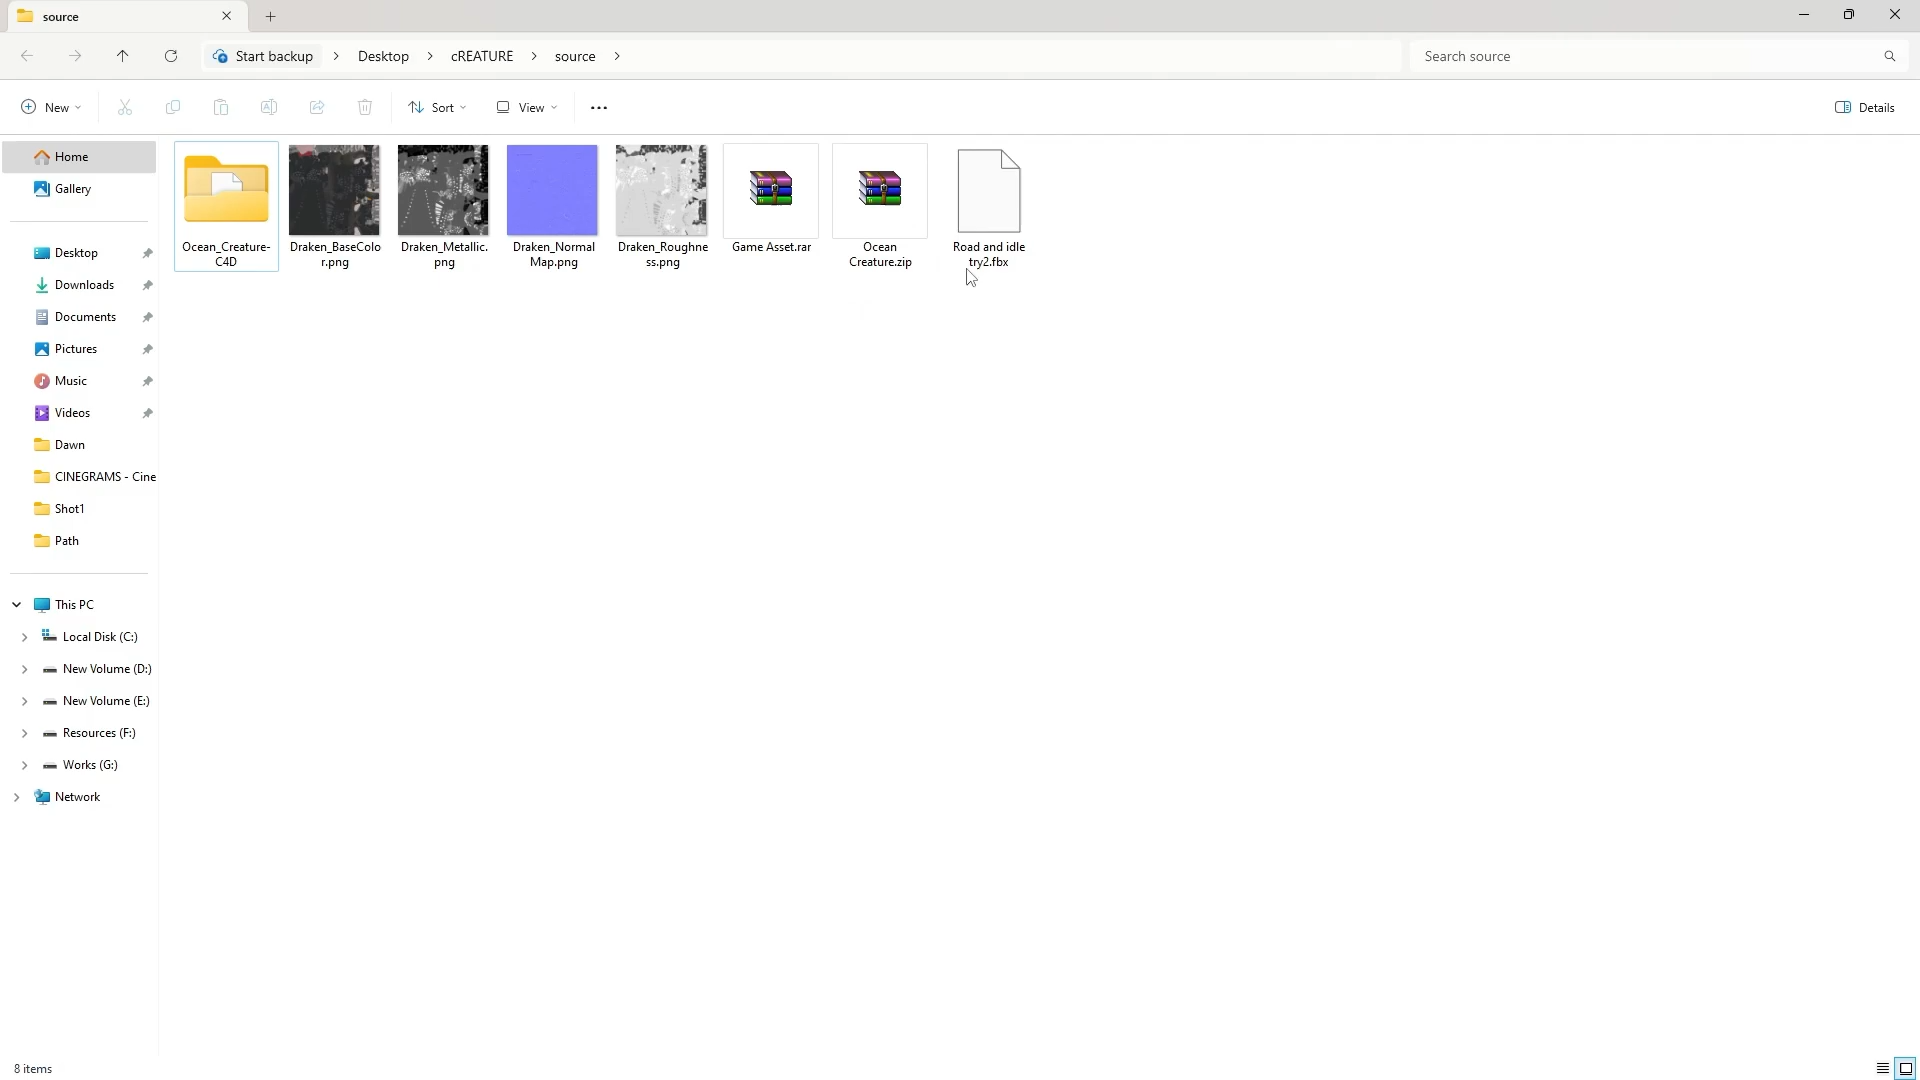 source
Start backup > Desktop > cREATURE > source >
Search source
New
Sort
View
Details
Home
Gallery
Desktop
Downloads
Documents
Pictures
Music
Videos
Dawn
CINEGRAMS - Cine
Shot1
Path
This PC
Local Disk (C:)
New Volume (D:)
New Volume (E:)
Resources (F:)
Works (G:)
Network
Ocean_Creature-
C4D
Draken_BaseColo
r.png
Draken_Metallic.
png
Draken_Normal
Map.png
Draken_Roughne
ss.png
Game Asset.rar
Ocean
Creature.zip
Road and idle
try2.fbx
8 items